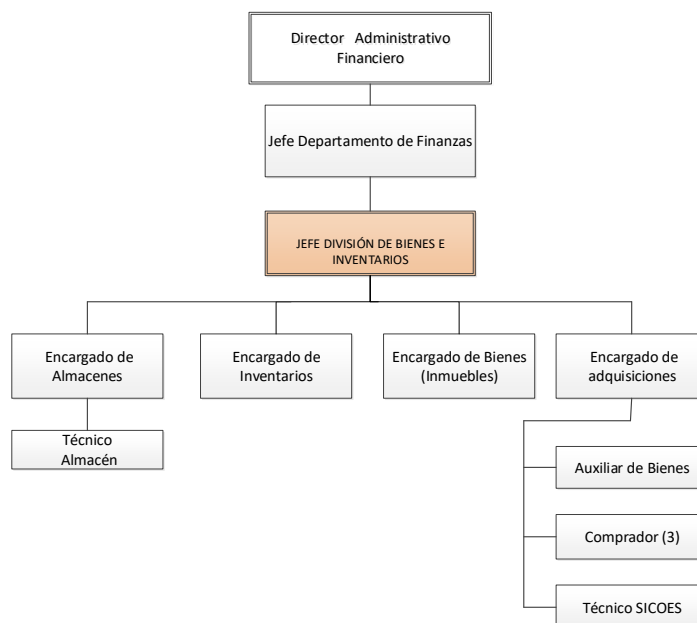 Director Administrativo
Financiero
Jefe Departamento de Finanzas
JEFE DIVISIÓN DE BIENES E
INVENTARIOS
Encargado de
Almacenes
Encargado de
Inventarios
Encargado de Bienes
(Inmuebles)
Encargado de
adquisiciones
Técnico
Almacén
Auxiliar de Bienes
Comprador (3)
Técnico SICOES